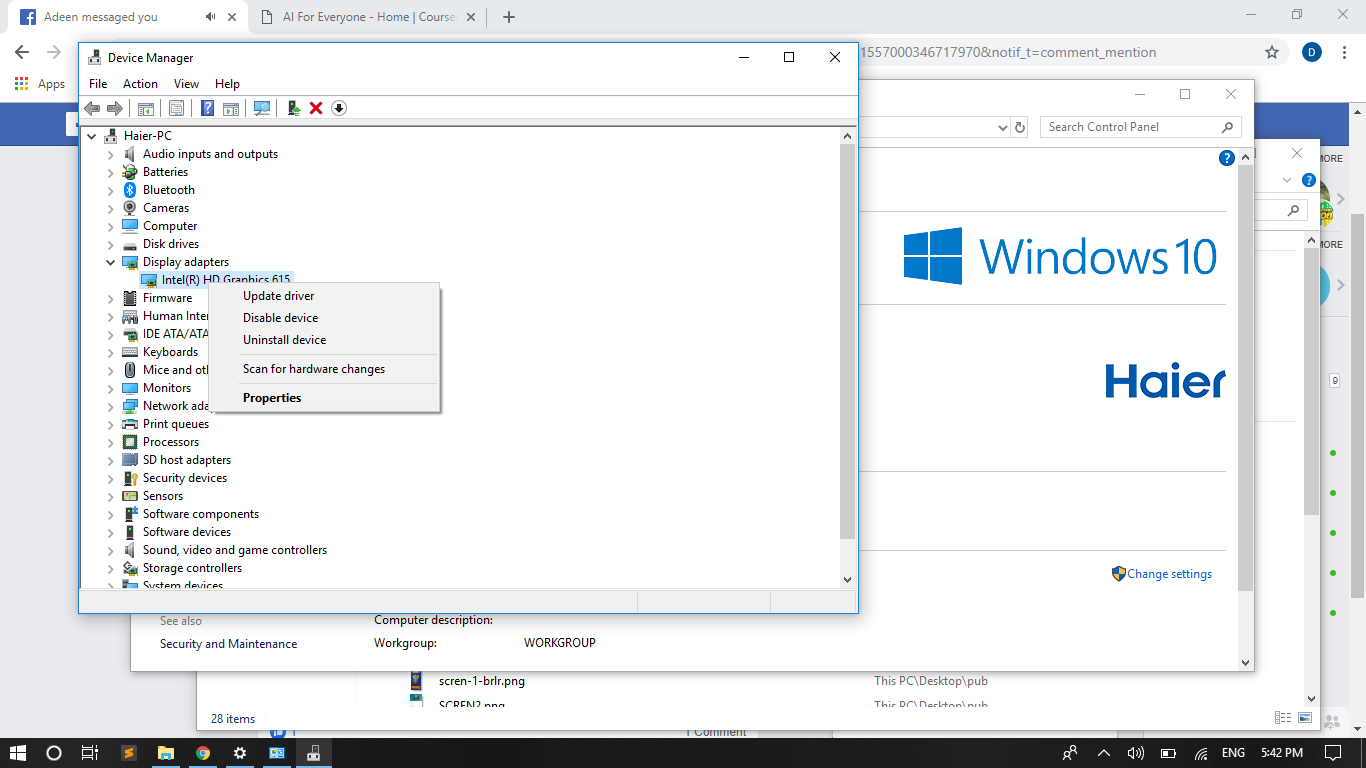 Adeen messaged you
AI For Everyone - Home | Course
1557000346717970&notif_t=comment_mention
D
Apps
Device Manager
File Action View Help
Haier-PC
Audio inputs and outputs
Batteries
Bluetooth
Cameras
Computer
Disk drives
Display adapters
Intel(R) HD Graphics 615
Firmware
Human Inter
IDE ATA/ATA
Keyboards
Mice and oth
Monitors
Network ada
Print queues
Processors
SD host adapters
Security devices
Sensors
Software components
Software devices
Sound, video and game controllers
Storage controllers
System devices
Update driver
Disable device
Uninstall device
Scan for hardware changes
Properties
Search Control Panel
Windows 10
Haier
Change settings
MORE
MORE
9
See also
Security and Maintenance
Computer description:
Workgroup: WORKGROUP
scren-1-brlr.png This PC\Desktop\pub
SCREN2.png This PC\Desktop\pub
28 items
1 Comment
ENG 5:42 PM